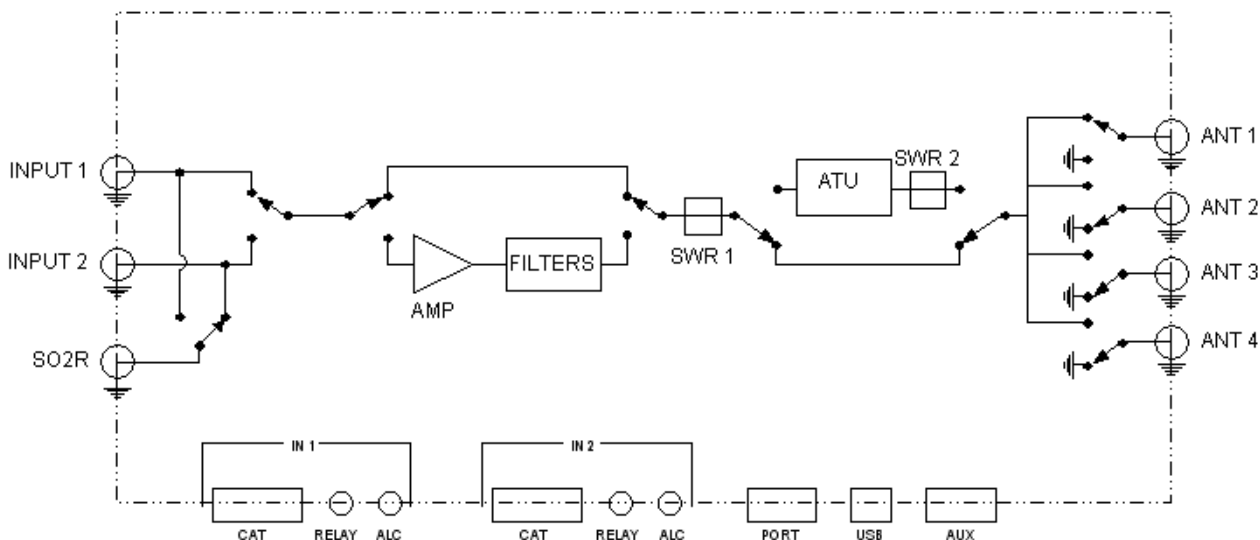 INPUT 1
INPUT 2
SO2R
AMP
FILTERS
SWR 1
ATU
SWR 2
ANT 1
ANT 2
ANT 3
ANT 4
IN 1
CAT
RELAY
ALC
IN 2
CAT
RELAY
ALC
PORT
USB
AUX